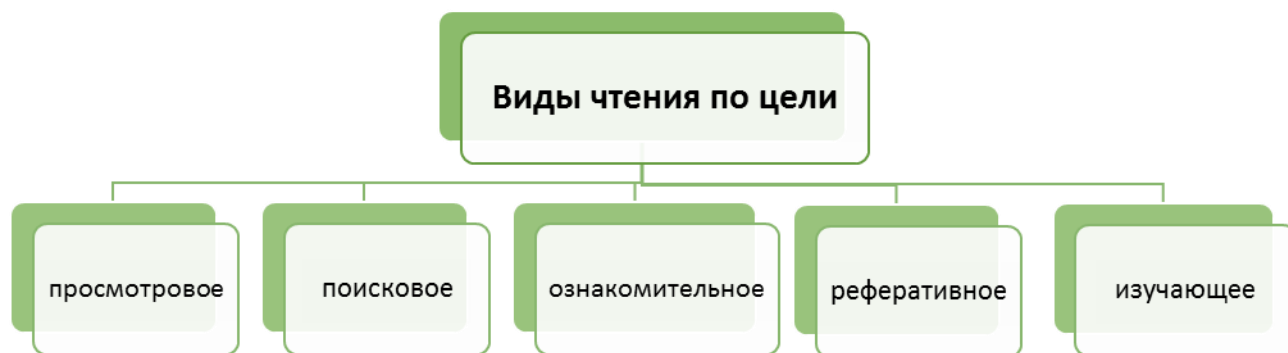 Виды чтения по цели
просмотровое
поисковое
ознакомительное
реферативное
изучающее